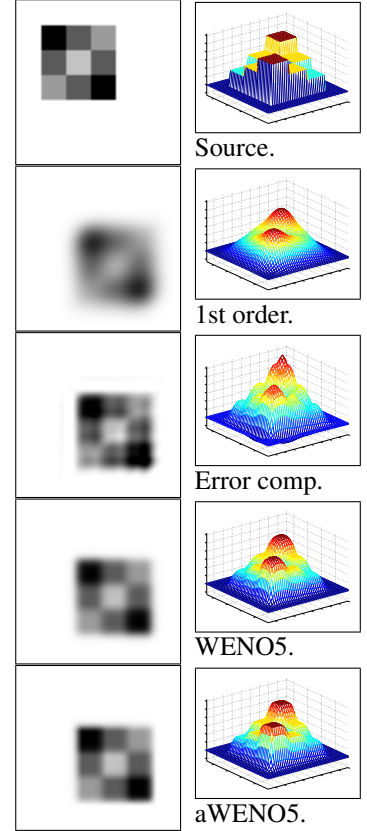 Source.
1st order.
Error comp.
WENO5.
aWENO5.